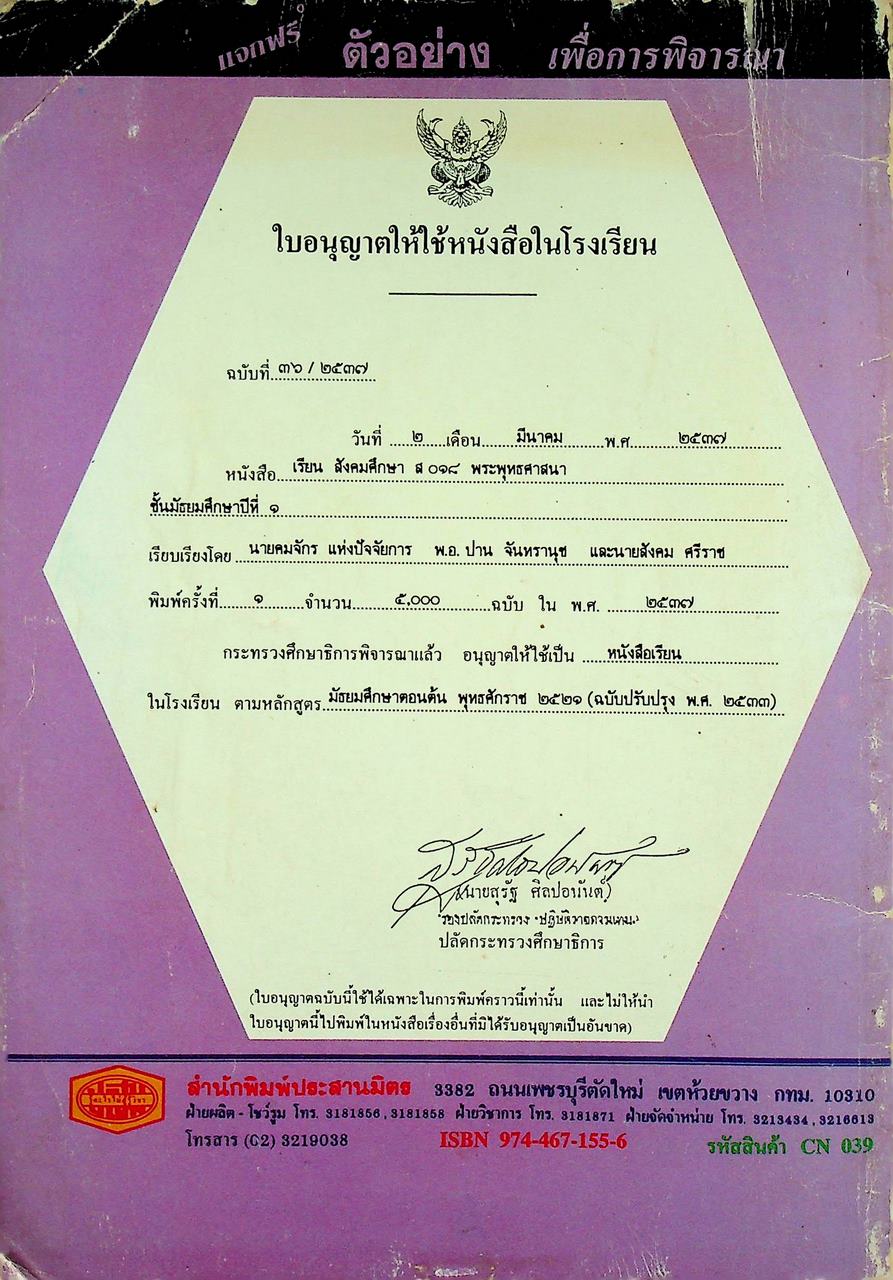 แจกฟรี ตัวอย่าง เพื่อการพิจารณา
ใบอนุญาตให้ใช้หนังสือในโรงเรียน
ฉบับที่ ๓๖ / ๒๕๓๗
วันที่ ๒ เดือน มีนาคม พ.ศ ๒๕๓๗
หนังสือ เรียน สังคมศึกษา ส ๐๑๘ พระพุทธศาสนา
ชั้นมัธยมศึกษาปีที่ ๑
เรียบเรียงโดย นายคมจักร แห่งปัจจัยการ พ.อ. ปาน จันทรานุช และนายสังคม ศรีราช
พิมพ์ครั้งที่ ๑ จำนวน ๕,๐๐๐ ฉบับ ใน พ.ศ. ๒๕๓๗
กระทรวงศึกษาธิการพิจารณาแล้ว อนุญาตให้ใช้เป็น หนังสือเรียน
ในโรงเรียน ตามหลักสูตร มัธยมศึกษาตอนต้น พุทธศักราช ๒๕๒๑ (ฉบับปรับปรุง พ.ศ. ๒๕๓๓)
(นายสุรัฐ ศิลปอนันต์)
รองปลัดกระทรวง
ปลัดกระทรวงศึกษาธิการ
(ใบอนุญาตฉบับนี้ใช้ได้เฉพาะในการพิมพ์คราวนี้เท่านั้น และไม่ให้นำ
ใบอนุญาตนี้ไปพิมพ์ในหนังสือเรื่องอื่นที่มิได้รับอนุญาตเป็นอันขาด)
สำนักพิมพ์ประสานมิตร 3382 ถนนเพชรบุรีตัดใหม่ เขตห้วยขวาง กทม. 10310
ฝ่ายผลิต - โชว์รูม โทร. 3181856, 3181858 ฝ่ายวิชาการ โทร. 3181871 ฝ่ายจัดจำหน่าย โทร. 3213434, 3216613
โทรสาร (02) 3219038 ISBN 974-467-155-6 รหัสสินค้า CN 039